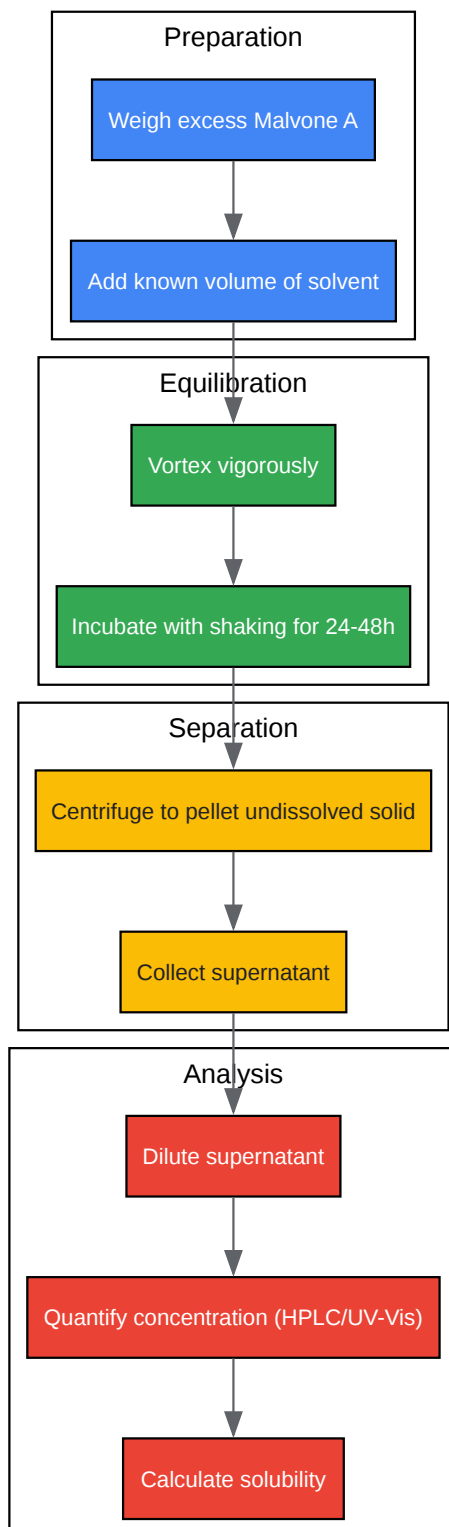 Preparation
Weigh excess Malvone A
Add known volume of solvent
Equilibration
Vortex vigorously
Incubate with shaking for 24-48h
Separation
Centrifuge to pellet undissolved solid
Collect supernatant
Analysis
Dilute supernatant
Quantify concentration (HPLC/UV-Vis)
Calculate solubility